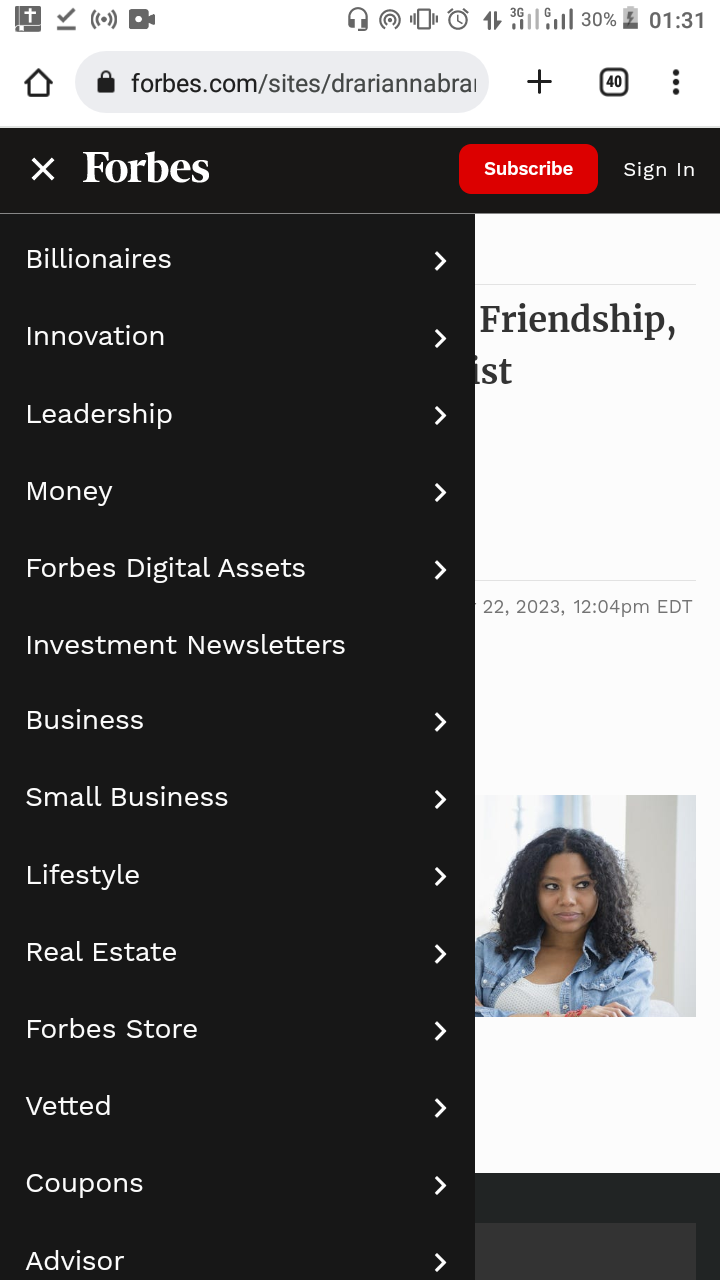 3G G 30% 01:31
forbes.com/sites/drariannabra
40
Forbes Subscribe Sign In
Billionaires
Innovation
Leadership
Money
Forbes Digital Assets
Investment Newsletters
Business
Small Business
Lifestyle
Real Estate
Forbes Store
Vetted
Coupons
Advisor
Friendship,
ist
22, 2023, 12:04pm EDT